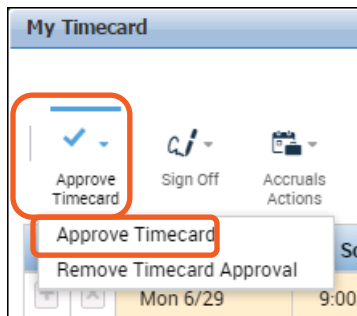 My Timecard
Approve
Timecard
Sign Off
Accruals
Actions
Approve Timecard
Remove Timecard Approval
Mon 6/29
9:00